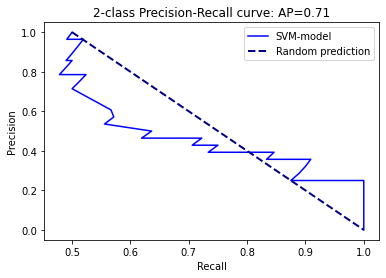 2-class Precision-Recall curve: AP=0.71
SVM-model
Random prediction
Precision
1.0
0.8
0.6
0.4
0.2
0.0
0.5
0.6
0.7
0.8
0.9
1.0
Recall